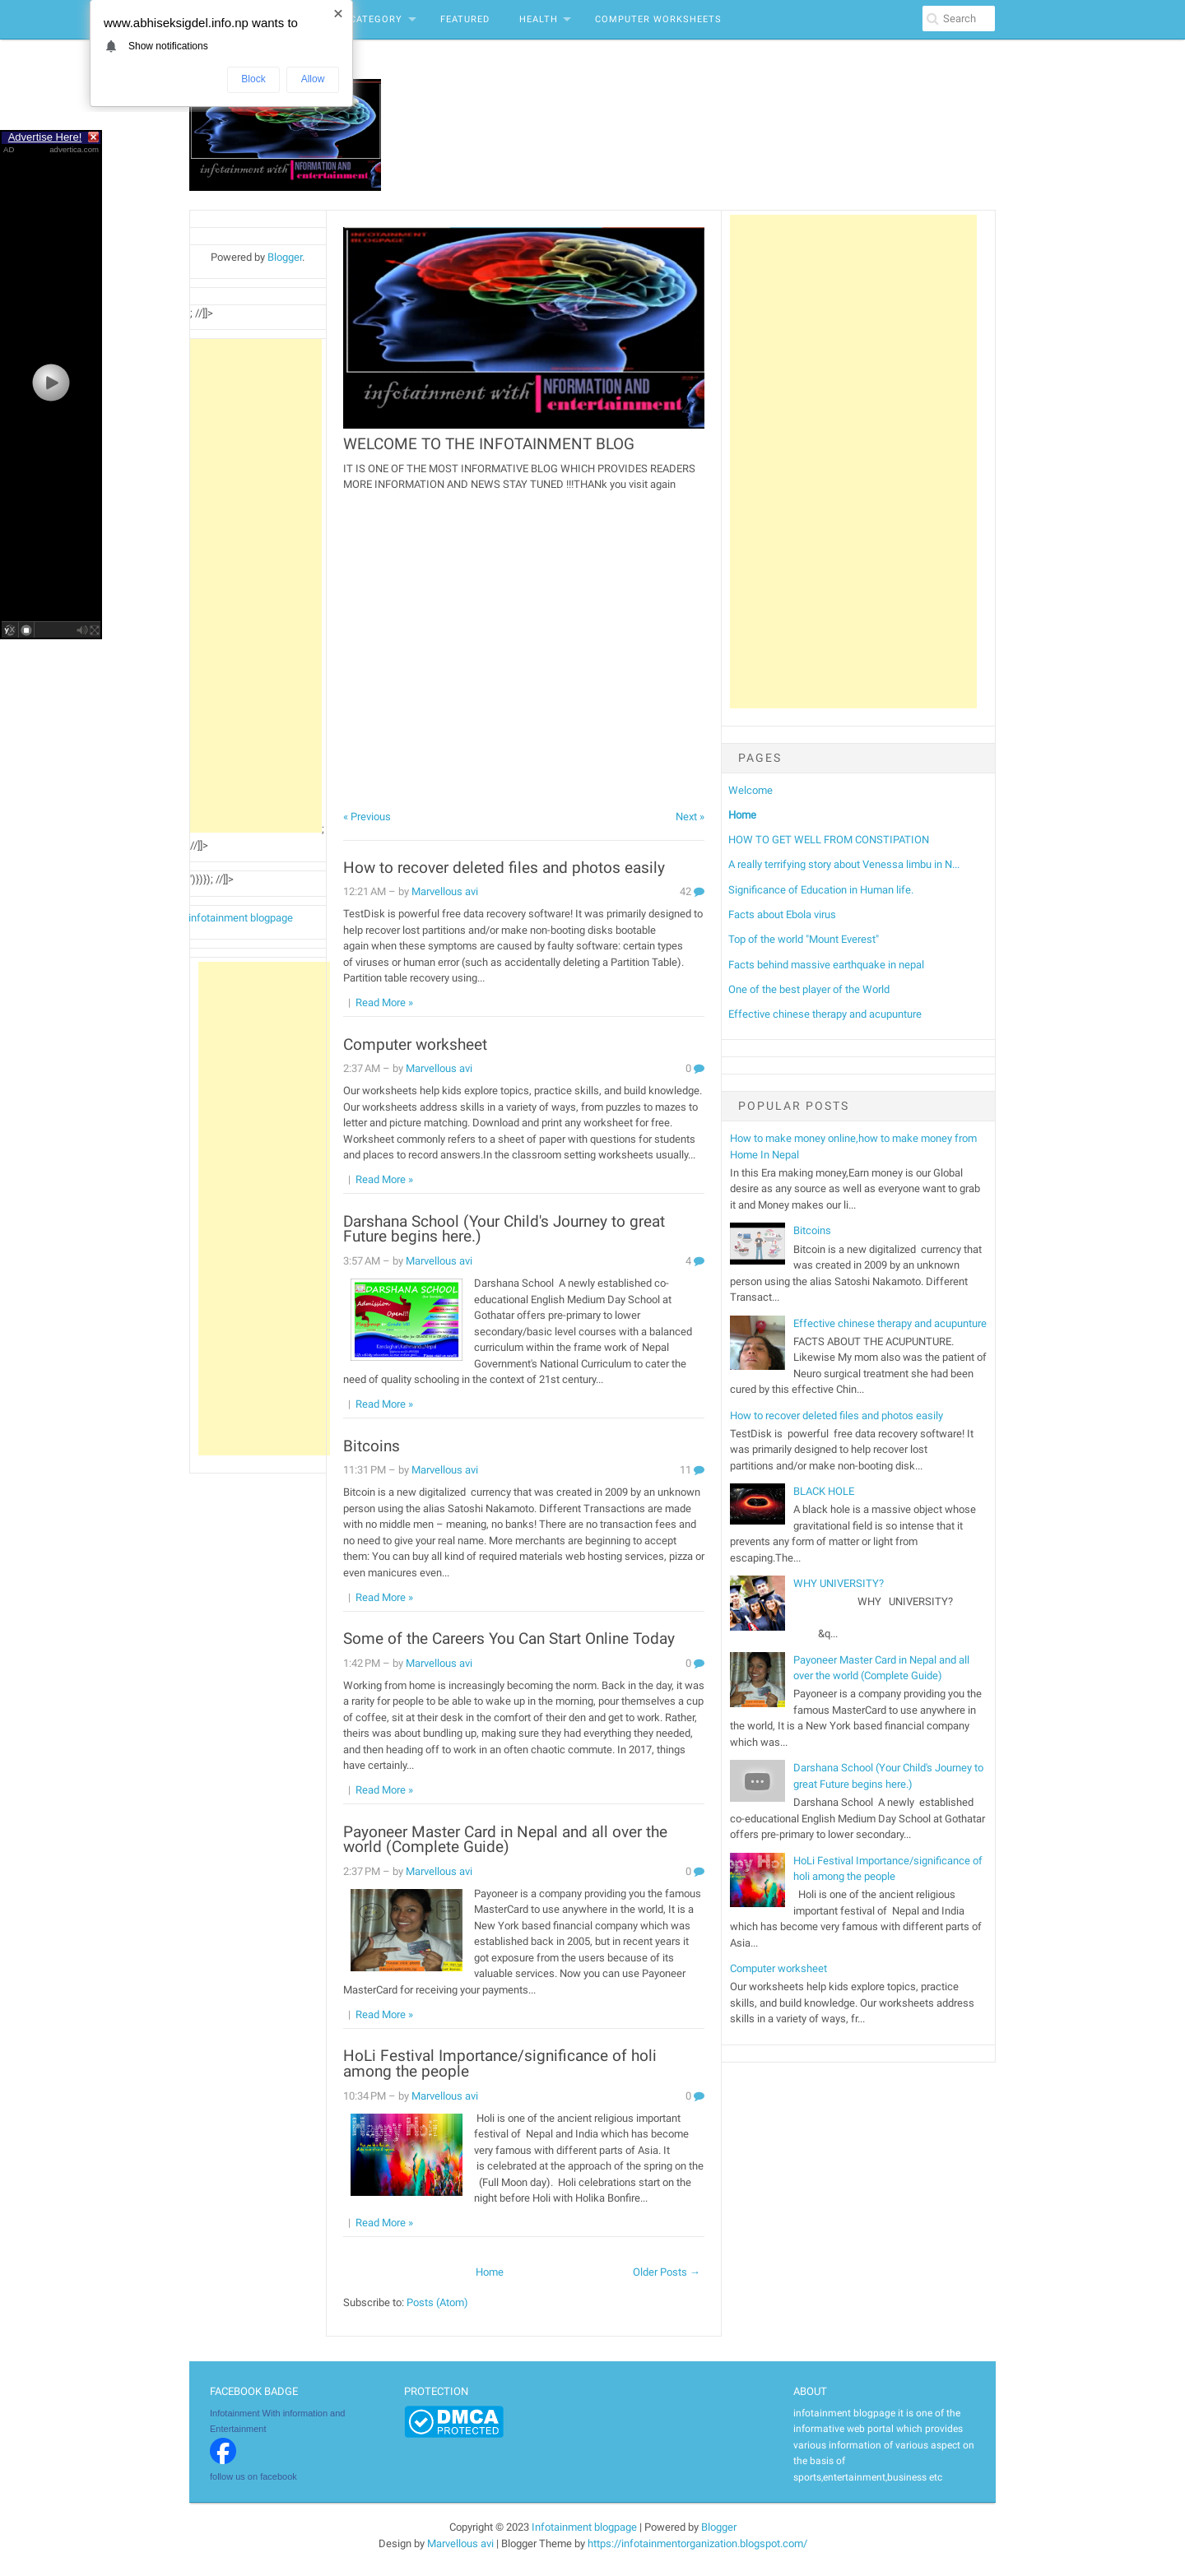 www.abhiseksigdel.info.np wants to
Show notifications
Block
Allow
CATEGORY
FEATURED
HEALTH
COMPUTER WORKSHEETS
Search
Advertise Here!
AD
advertica.com
infotainment with NFORMATION AND entertainment
Powered by Blogger.
; //]]>
;
//]]>
')})}); //]]>
infotainment blogpage
INFOTAINMENT
BLOGPAGE
infotainment with NFORMATION AND entertainment
WELCOME TO THE INFOTAINMENT BLOG
IT IS ONE OF THE MOST INFORMATIVE BLOG WHICH PROVIDES READERS
MORE INFORMATION AND NEWS STAY TUNED !!!THANk you visit again
« Previous
Next »
How to recover deleted files and photos easily
12:21 AM – by Marvellous avi
42
TestDisk is powerful free data recovery software! It was primarily designed to
help recover lost partitions and/or make non-booting disks bootable
again when these symptoms are caused by faulty software: certain types
of viruses or human error (such as accidentally deleting a Partition Table).
Partition table recovery using...
| Read More »
Computer worksheet
2:37 AM – by Marvellous avi
0
Our worksheets help kids explore topics, practice skills, and build knowledge.
Our worksheets address skills in a variety of ways, from puzzles to mazes to
letter and picture matching. Download and print any worksheet for free.
Worksheet commonly refers to a sheet of paper with questions for students
and places to record answers.In the classroom setting worksheets usually...
| Read More »
Darshana School (Your Child's Journey to great
Future begins here.)
3:57 AM – by Marvellous avi
4
DARSHANA SCHOOL
Admission
Open!!!
Darshana School A newly established co-
educational English Medium Day School at
Gothatar offers pre-primary to lower
secondary/basic level courses with a balanced
curriculum within the frame work of Nepal
Government's National Curriculum to cater the
need of quality schooling in the context of 21st century...
| Read More »
Bitcoins
11:31 PM – by Marvellous avi
11
Bitcoin is a new digitalized currency that was created in 2009 by an unknown
person using the alias Satoshi Nakamoto. Different Transactions are made
with no middle men – meaning, no banks! There are no transaction fees and
no need to give your real name. More merchants are beginning to accept
them: You can buy all kind of required materials web hosting services, pizza or
even manicures even...
| Read More »
Some of the Careers You Can Start Online Today
1:42 PM – by Marvellous avi
0
Working from home is increasingly becoming the norm. Back in the day, it was
a rarity for people to be able to wake up in the morning, pour themselves a cup
of coffee, sit at their desk in the comfort of their den and get to work. Rather,
theirs was about bundling up, making sure they had everything they needed,
and then heading off to work in an often chaotic commute. In 2017, things
have certainly...
| Read More »
Payoneer Master Card in Nepal and all over the
world (Complete Guide)
2:37 PM – by Marvellous avi
0
Payoneer is a company providing you the famous
MasterCard to use anywhere in the world, It is a
New York based financial company which was
established back in 2005, but in recent years it
got exposure from the users because of its
valuable services. Now you can use Payoneer
MasterCard for receiving your payments...
| Read More »
HoLi Festival Importance/significance of holi
among the people
10:34 PM – by Marvellous avi
0
Happy Holi
Holi is one of the ancient religious important
festival of Nepal and India which has become
very famous with different parts of Asia. It
is celebrated at the approach of the spring on the
(Full Moon day). Holi celebrations start on the
night before Holi with Holika Bonfire...
| Read More »
Home
Older Posts →
Subscribe to: Posts (Atom)
PAGES
Welcome
Home
HOW TO GET WELL FROM CONSTIPATION
A really terrifying story about Venessa limbu in N...
Significance of Education in Human life.
Facts about Ebola virus
Top of the world "Mount Everest"
Facts behind massive earthquake in nepal
One of the best player of the World
Effective chinese therapy and acupunture
POPULAR POSTS
How to make money online,how to make money from
Home In Nepal
In this Era making money,Earn money is our Global
desire as any source as well as everyone want to grab
it and Money makes our li...
Bitcoins
Bitcoin is a new digitalized currency that
was created in 2009 by an unknown
person using the alias Satoshi Nakamoto. Different
Transact...
Effective chinese therapy and acupunture
FACTS ABOUT THE ACUPUNTURE.
Likewise My mom also was the patient of
Neuro surgical treatment she had been
cured by this effective Chin...
How to recover deleted files and photos easily
TestDisk is powerful free data recovery software! It
was primarily designed to help recover lost
partitions and/or make non-booting disk...
BLACK HOLE
A black hole is a massive object whose
gravitational field is so intense that it
prevents any form of matter or light from
escaping.The...
WHY UNIVERSITY?
WHY UNIVERSITY?
&q...
Payoneer Master Card in Nepal and all
over the world (Complete Guide)
Payoneer is a company providing you the
famous MasterCard to use anywhere in
the world, It is a New York based financial company
which was...
Darshana School (Your Child's Journey to
great Future begins here.)
Darshana School A newly established
co-educational English Medium Day School at Gothatar
offers pre-primary to lower secondary...
HoLi Festival Importance/significance of
holi among the people
Holi is one of the ancient religious
important festival of Nepal and India
which has become very famous with different parts of
Asia...
Computer worksheet
Our worksheets help kids explore topics, practice
skills, and build knowledge. Our worksheets address
skills in a variety of ways, fr...
FACEBOOK BADGE
Infotainment With information and
Entertainment
follow us on facebook
PROTECTION
DMCA
PROTECTED
ABOUT
infotainment blogpage it is one of the
informative web portal which provides
various information of various aspect on
the basis of
sports,entertainment,business etc
Copyright © 2023 Infotainment blogpage | Powered by Blogger
Design by Marvellous avi | Blogger Theme by https://infotainmentorganization.blogspot.com/